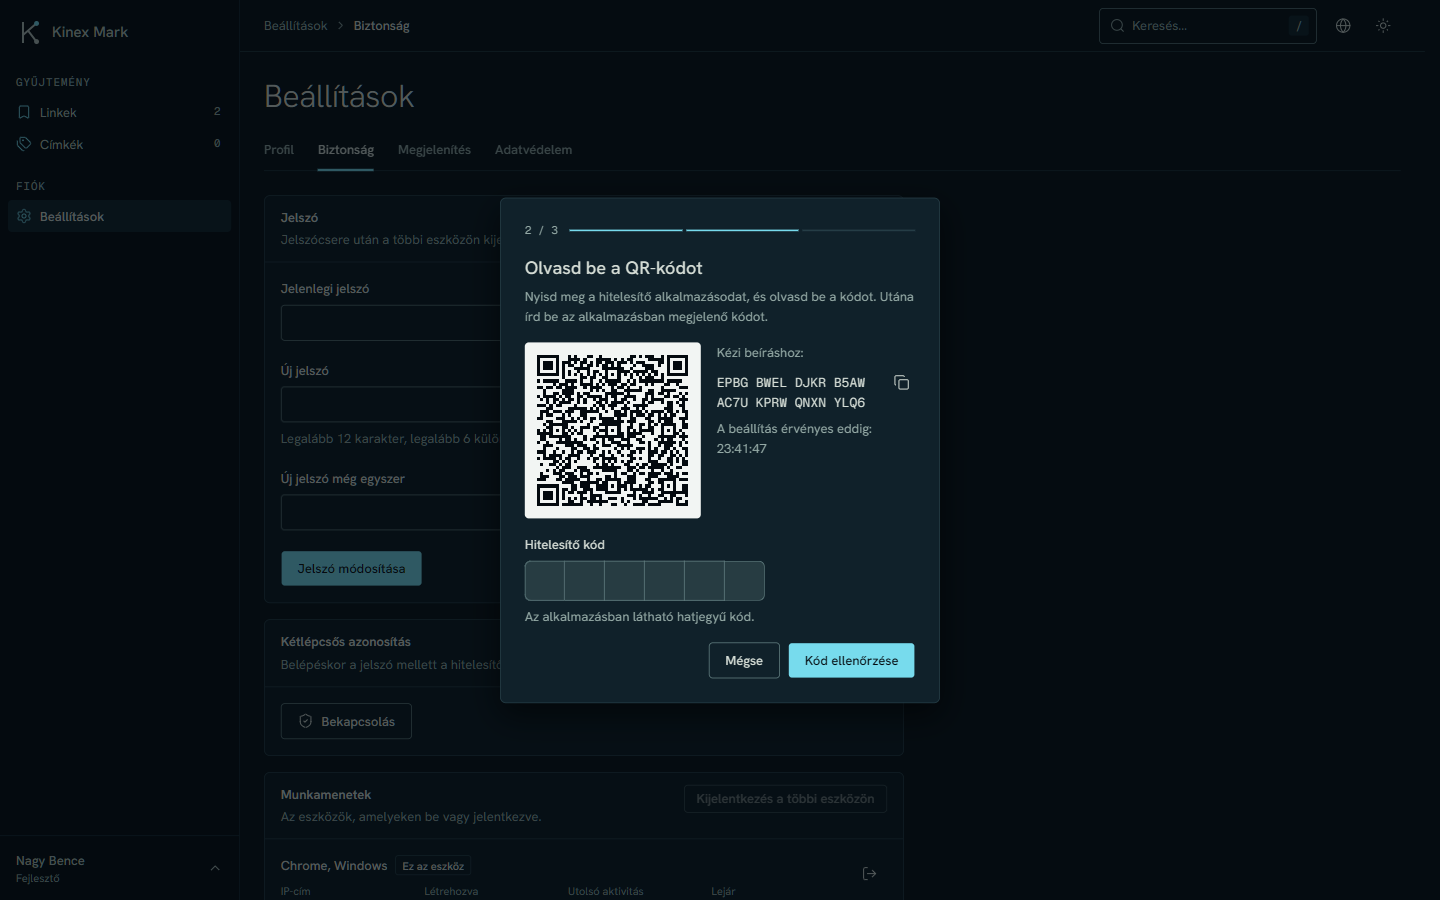 Kinex Mark
Beállítások > Biztonság
Keresés...
/
GYŰJTEMÉNY
Linkek 2
Címkék 0
FIÓK
Beállítások
Beállítások
Profil Biztonság Megjelenítés Adatvédelem
Jelszó
Jelszócsere után a többi eszközön
Jelenlegi jelszó
Új jelszó
Legalább 12 karakter, legalább 6
Új jelszó még egyszer
Jelszó módosítása
Kétlépcsős azonosítás
Belépéskor a jelszó mellett a
Bekapcsolás
Munkamenetek
Az eszközök, amelyeken be vagy jelentkezve.
Kijelentkezés a többi eszközön
Chrome, Windows Ez az eszköz
IP-cím Létrehozva Utolsó aktivitás Lejár
Nagy Bence
Fejlesztő
2 / 3
Olvasd be a QR-kódot
Nyisd meg a hitelesítő alkalmazásodat, és olvasd be a kódot. Utána
írd be az alkalmazásban megjelenő kódot.
Kézi beíráshoz:
EPBG BWEL DJKR B5AW
AC7U KPRW QNXN YLQ6
A beállítás érvényes eddig:
23:41:47
Hitelesítő kód
Az alkalmazásban látható hatjegyű kód.
Mégse
Kód ellenőrzése